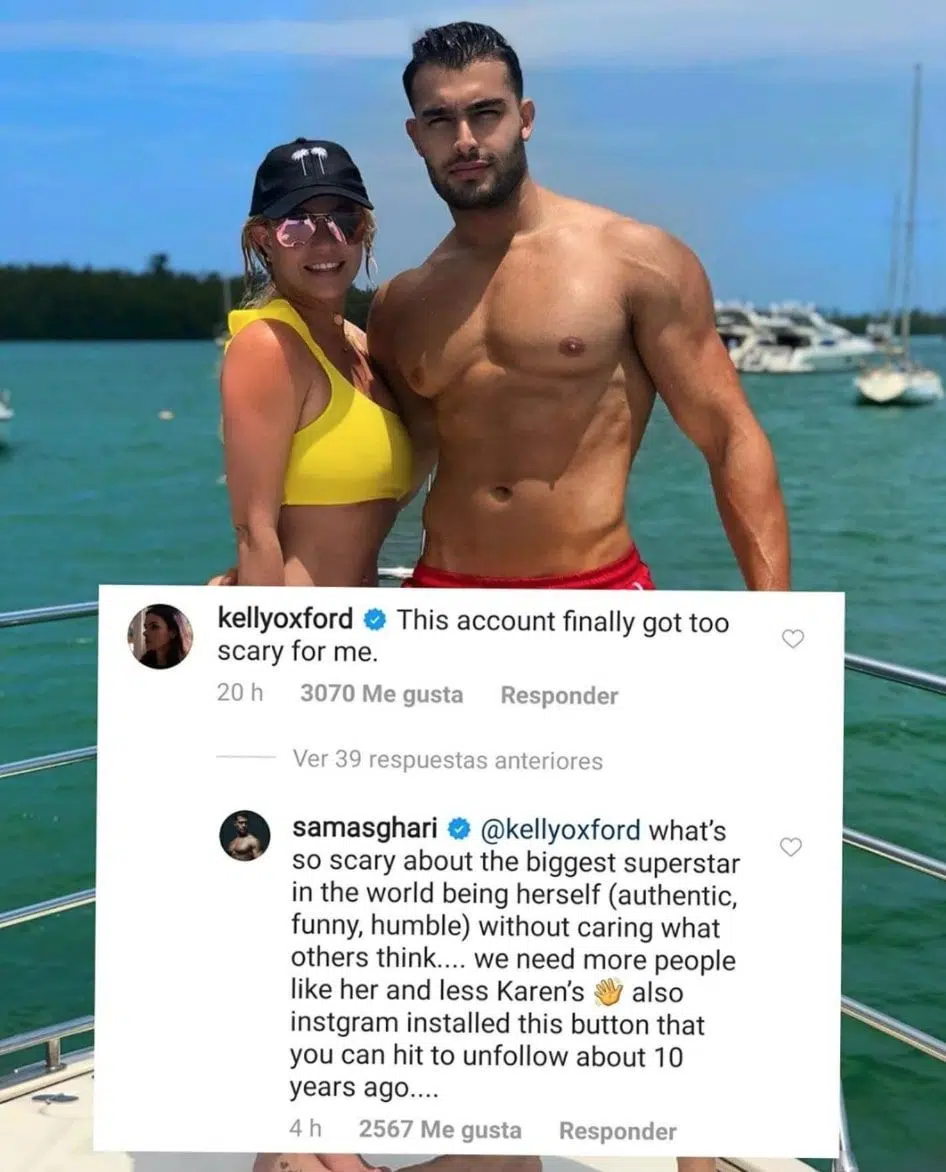 kellyoxford This account finally got too
scary for me.
20 h 3070 Me gusta Responder
Ver 39 respuestas anteriores
samasghari @kellyoxford what's
so scary about the biggest superstar
in the world being herself (authentic,
funny, humble) without caring what
others think.... we need more people
like her and less Karen's 👋 also
instgram installed this button that
you can hit to unfollow about 10
years ago....
4 h 2567 Me gusta Responder